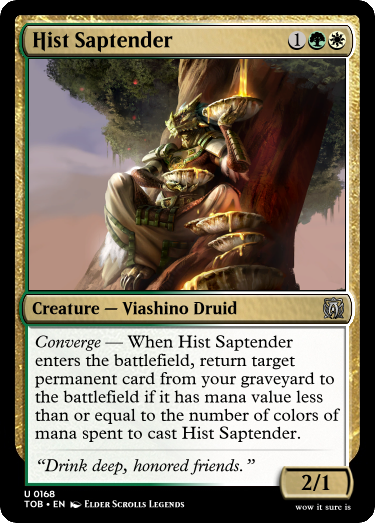 Hist Saptender 1
Creature — Viashino Druid
Converge — When Hist Saptender
enters the battlefield, return target
permanent card from your graveyard to
the battlefield if it has mana value less
than or equal to the number of colors of
mana spent to cast Hist Saptender.
“Drink deep, honored friends.”
2/1
U 0168
TOB • EN Elder Scrolls Legends
wow it sure is